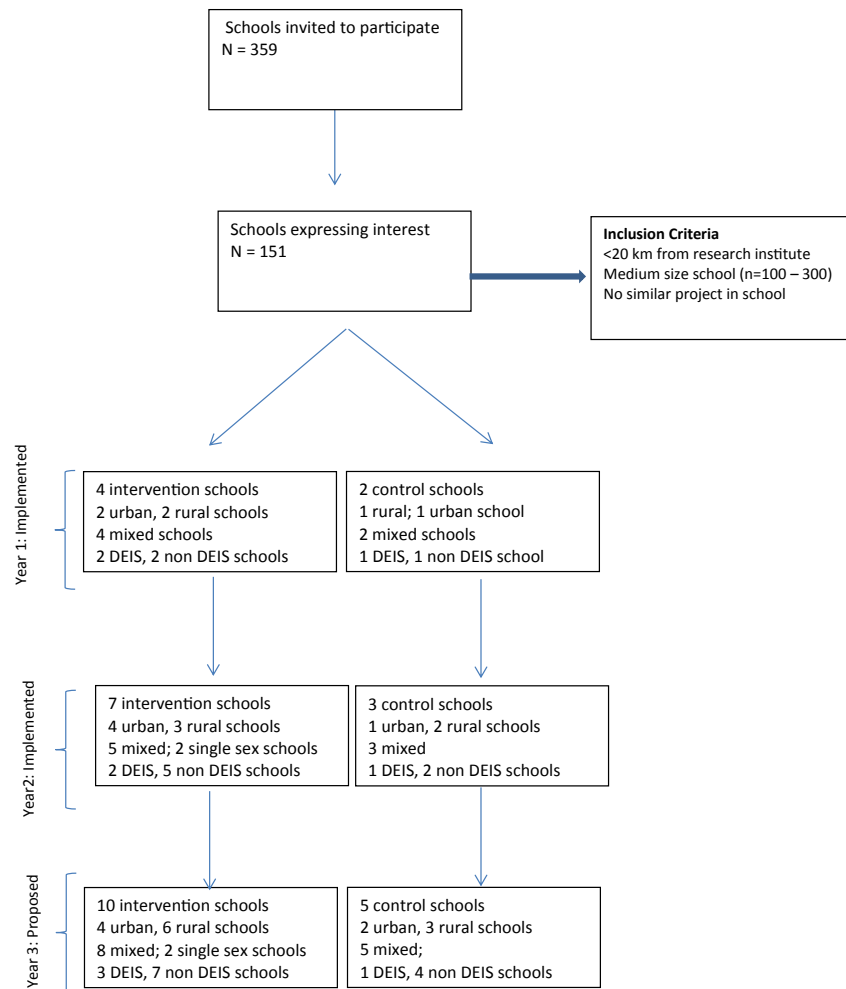 Schools invited to participate
N = 359
Schools expressing interest
N = 151
Inclusion Criteria
<20 km from research institute
Medium size school (n=100 – 300)
No similar project in school
Year 1: Implemented
4 intervention schools
2 urban, 2 rural schools
4 mixed schools
2 DEIS, 2 non DEIS schools
2 control schools
1 rural; 1 urban school
2 mixed schools
1 DEIS, 1 non DEIS school
Year2: Implemented
7 intervention schools
4 urban, 3 rural schools
5 mixed; 2 single sex schools
2 DEIS, 5 non DEIS schools
3 control schools
1 urban, 2 rural schools
3 mixed
1 DEIS, 2 non DEIS schools
Year 3: Proposed
10 intervention schools
4 urban, 6 rural schools
8 mixed; 2 single sex schools
3 DEIS, 7 non DEIS schools
5 control schools
2 urban, 3 rural schools
5 mixed;
1 DEIS, 4 non DEIS schools